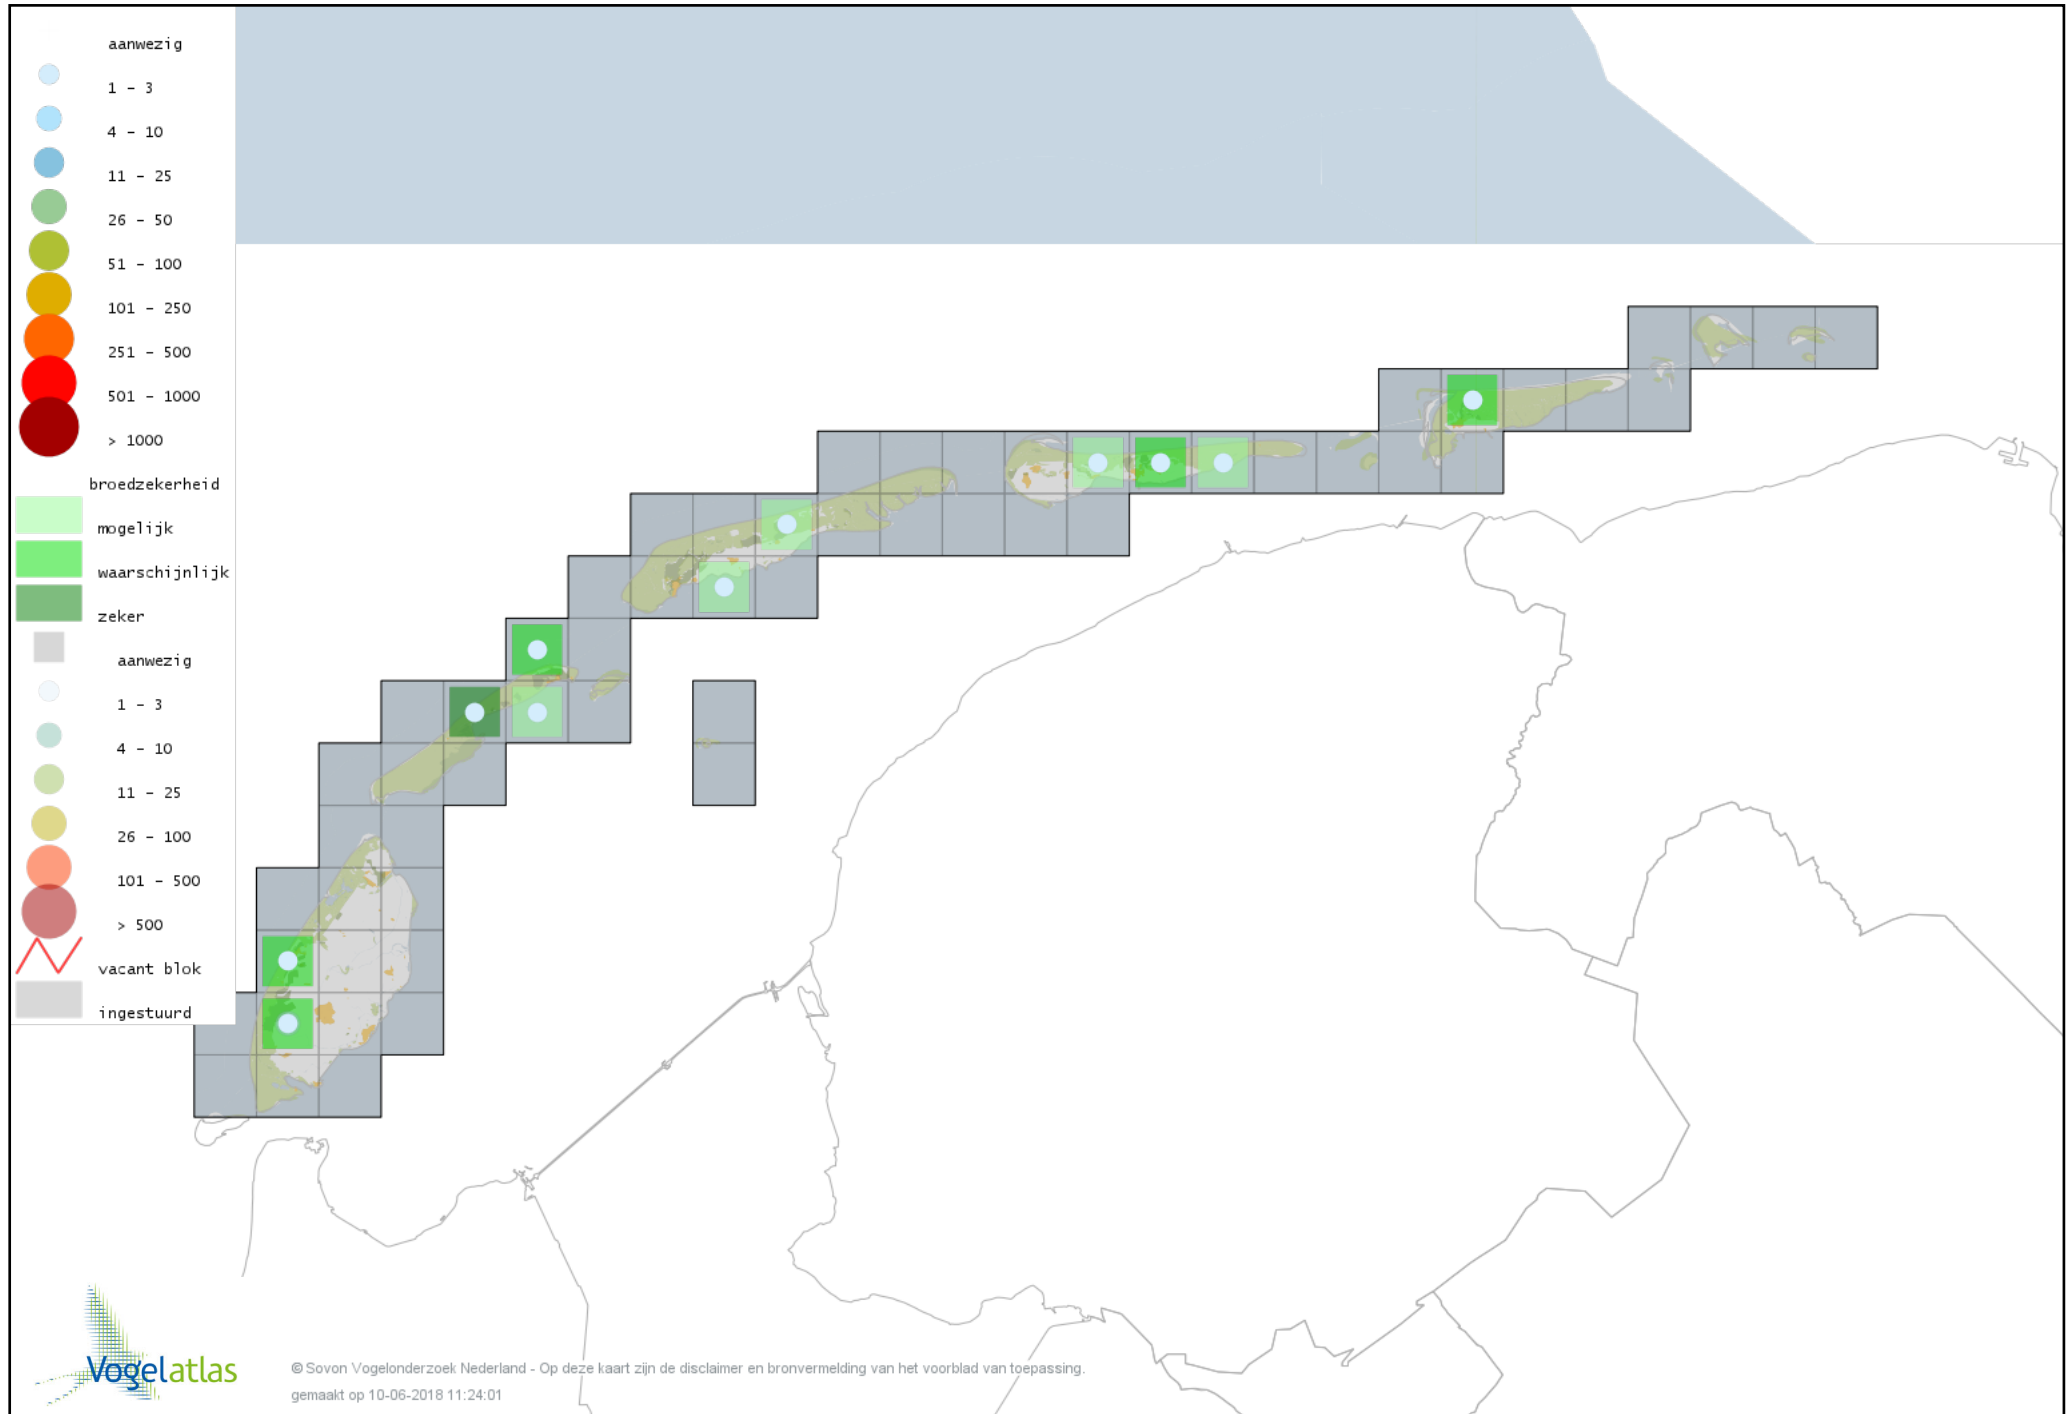 aanwezig
1 - 3
4 - 10
11 - 25
26 - 50
51 - 100
101 - 250
251 - 500
501 - 1000
> 1000
broedzekerheid
mogelijk
waarschijnlijk
zeker
aanwezig
1 - 3
4 - 10
11 - 25
26 - 100
101 - 500
> 500
vacant blok
ingestuurd
Vogelatlas
© Sovon Vogelonderzoek Nederland - Op deze kaart zijn de disclaimer en bronvermelding van het voorblad van toepassing.
gemaakt op 10-06-2018 11:24:01